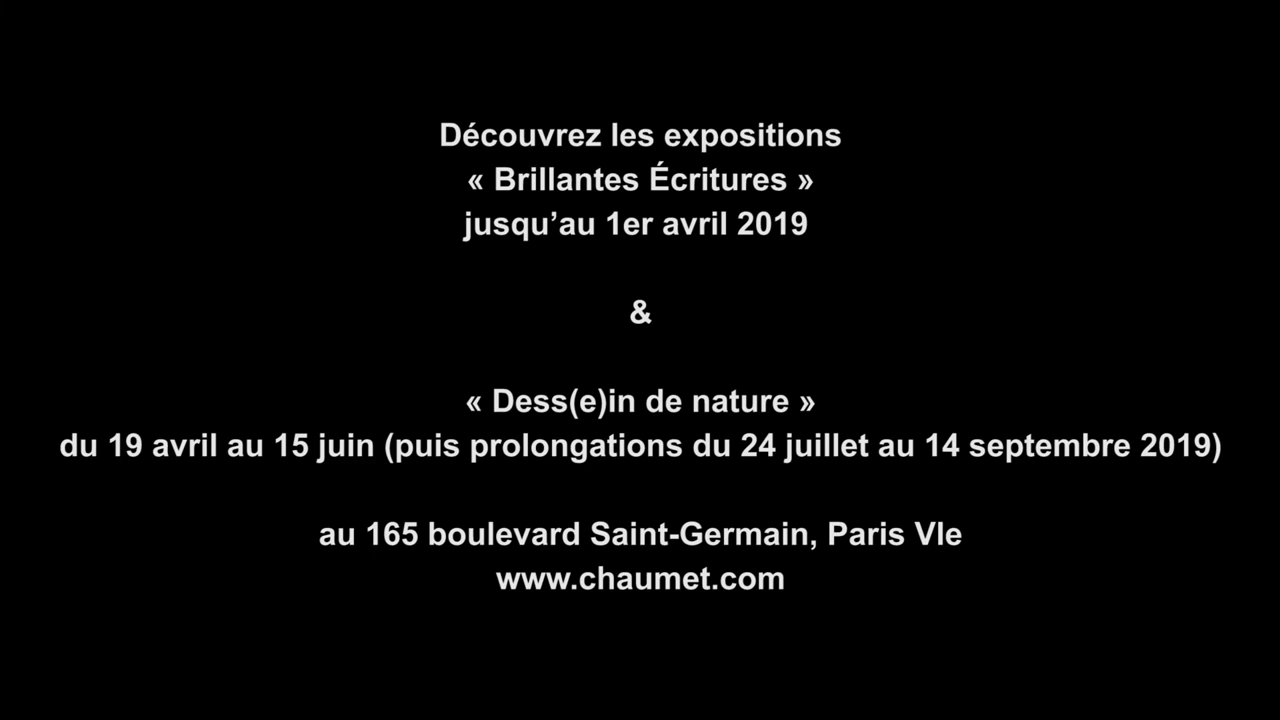 Découvrez les expositions
« Brillantes Écritures »
jusqu’au 1er avril 2019
&
« Dess(e)in de nature »
du 19 avril au 15 juin (puis prolongations du 24 juillet au 14 septembre 2019)
au 165 boulevard Saint-Germain, Paris VIe
www.chaumet.com